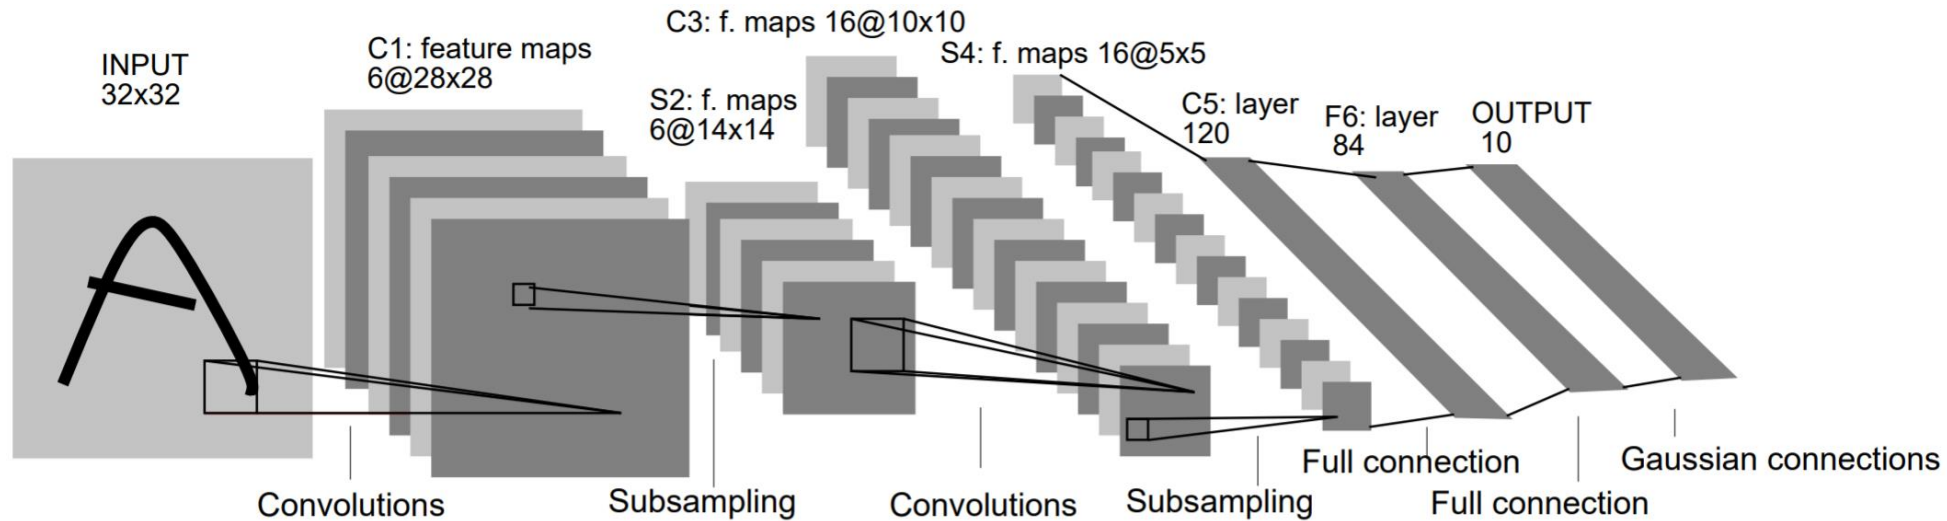 INPUT
32x32
C1: feature maps
6@28x28
S2: f. maps
6@14x14
C3: f. maps 16@10x10
S4: f. maps 16@5x5
C5: layer
120
F6: layer
84
OUTPUT
10
Convolutions
Subsampling
Convolutions
Subsampling
Full connection
Full connection
Gaussian connections